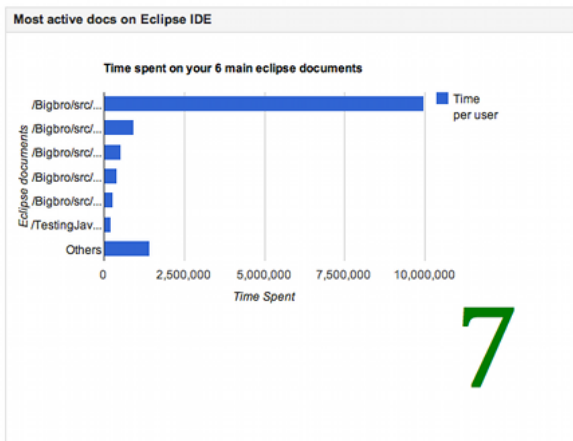 Most active docs on Eclipse IDE
Time spent on your 6 main eclipse documents
Time
per user
Eclipse documents
/Bigbro/src/...
/Bigbro/src/...
/Bigbro/src/...
/Bigbro/src/...
/Bigbro/src/...
/TestingJav...
Others
0 2,500,000 5,000,000 7,500,000 10,000,000
Time Spent
7